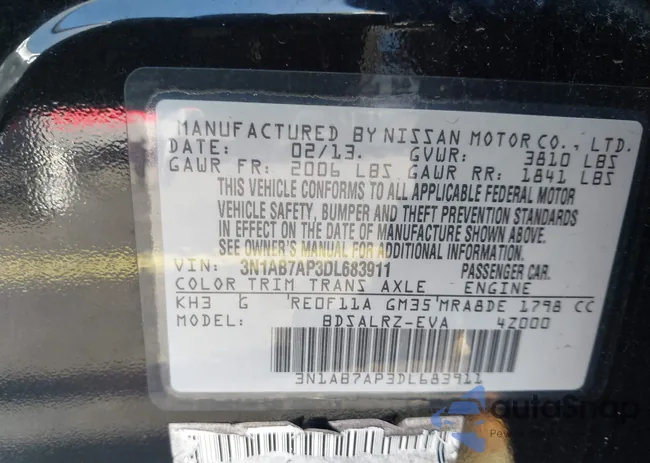 MANUFACTURED BY NISSAN MOTOR CO., LTD.
DATE: 02/13. GVWR: 3810 LBS
GAWR FR: 2006 LBS. GAWR RR: 1841 LBS
THIS VEHICLE CONFORMS TO ALL APPLICABLE FEDERAL MOTOR
VEHICLE SAFETY, BUMPER AND THEFT PREVENTION STANDARDS
IN EFFECT ON THE DATE OF MANUFACTURE SHOWN ABOVE.
SEE OWNER'S MANUAL FOR ADDITIONAL INFORMATION.
VIN: 3N1AB7AP3DL683911 PASSENGER CAR.
COLOR TRIM TRANS AXLE ENGINE
KH3 G RE0F11A GM35 MRA8DE 1798 CC
MODEL: BDSALRZ-EVA 4Z000
3N1AB7AP3DL683911
autoSnap
Powe